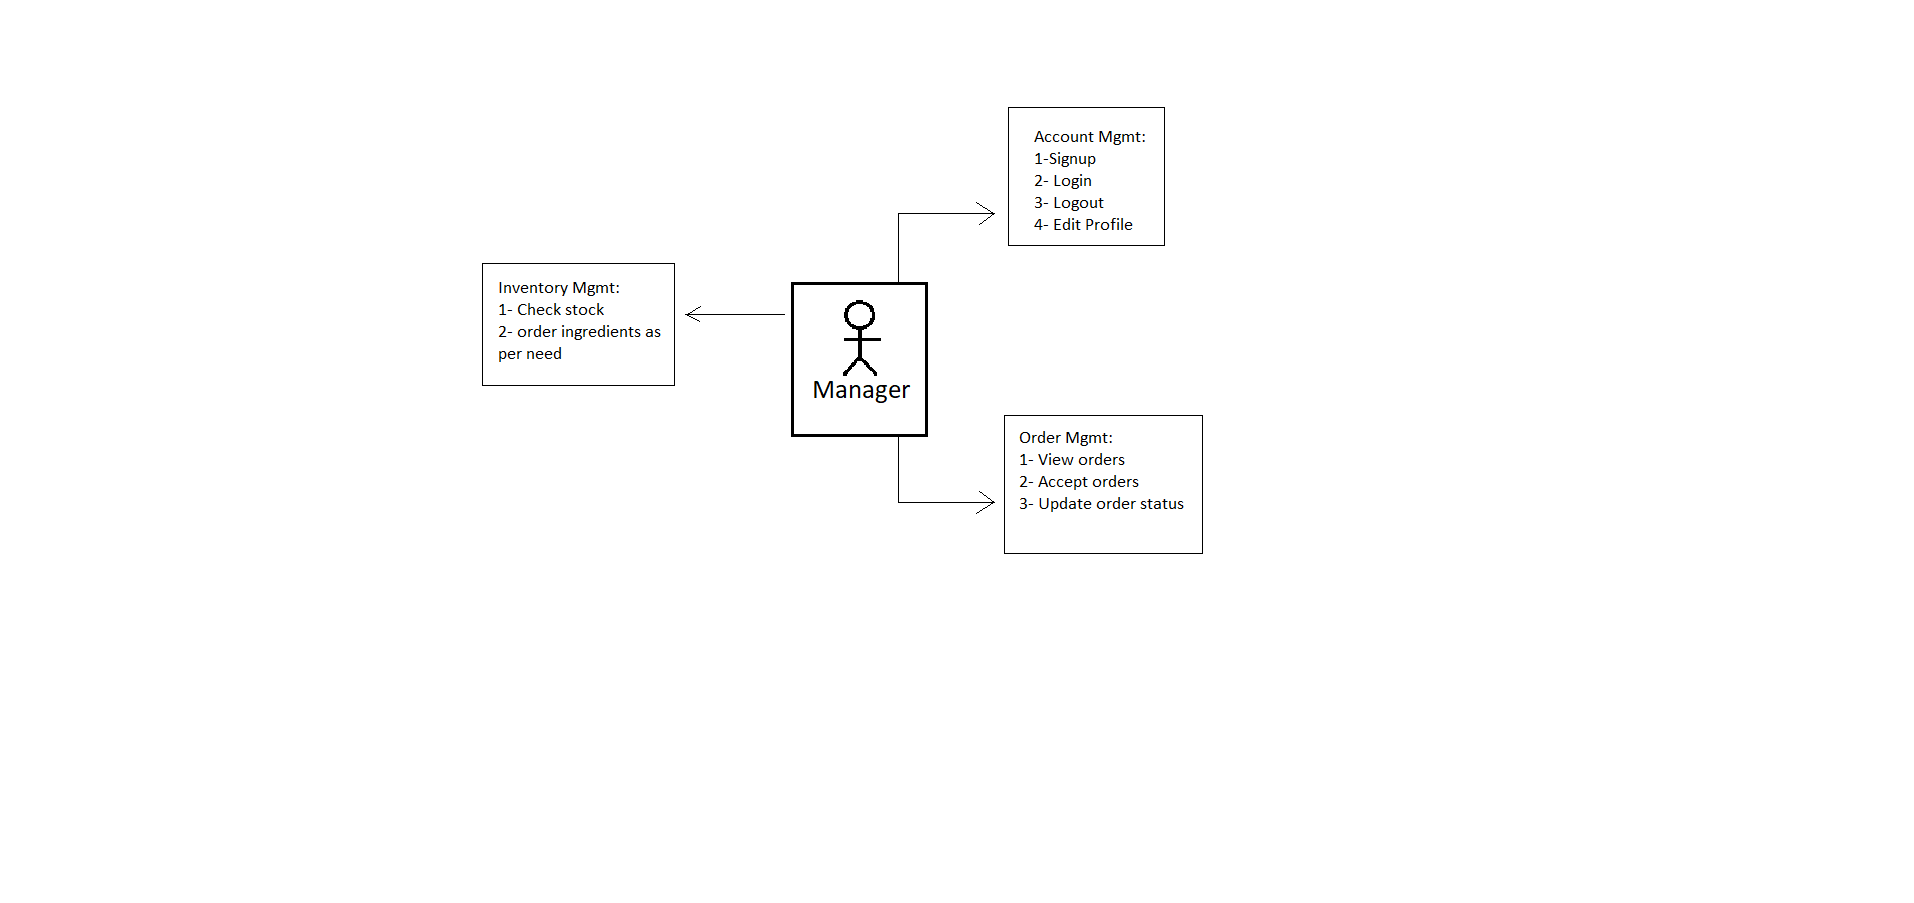 Account Mgmt:
1-Signup
2- Login
3- Logout
4- Edit Profile
Inventory Mgmt:
1- Check stock
2- order ingredients as
per need
Manager
Order Mgmt:
1- View orders
2- Accept orders
3- Update order status